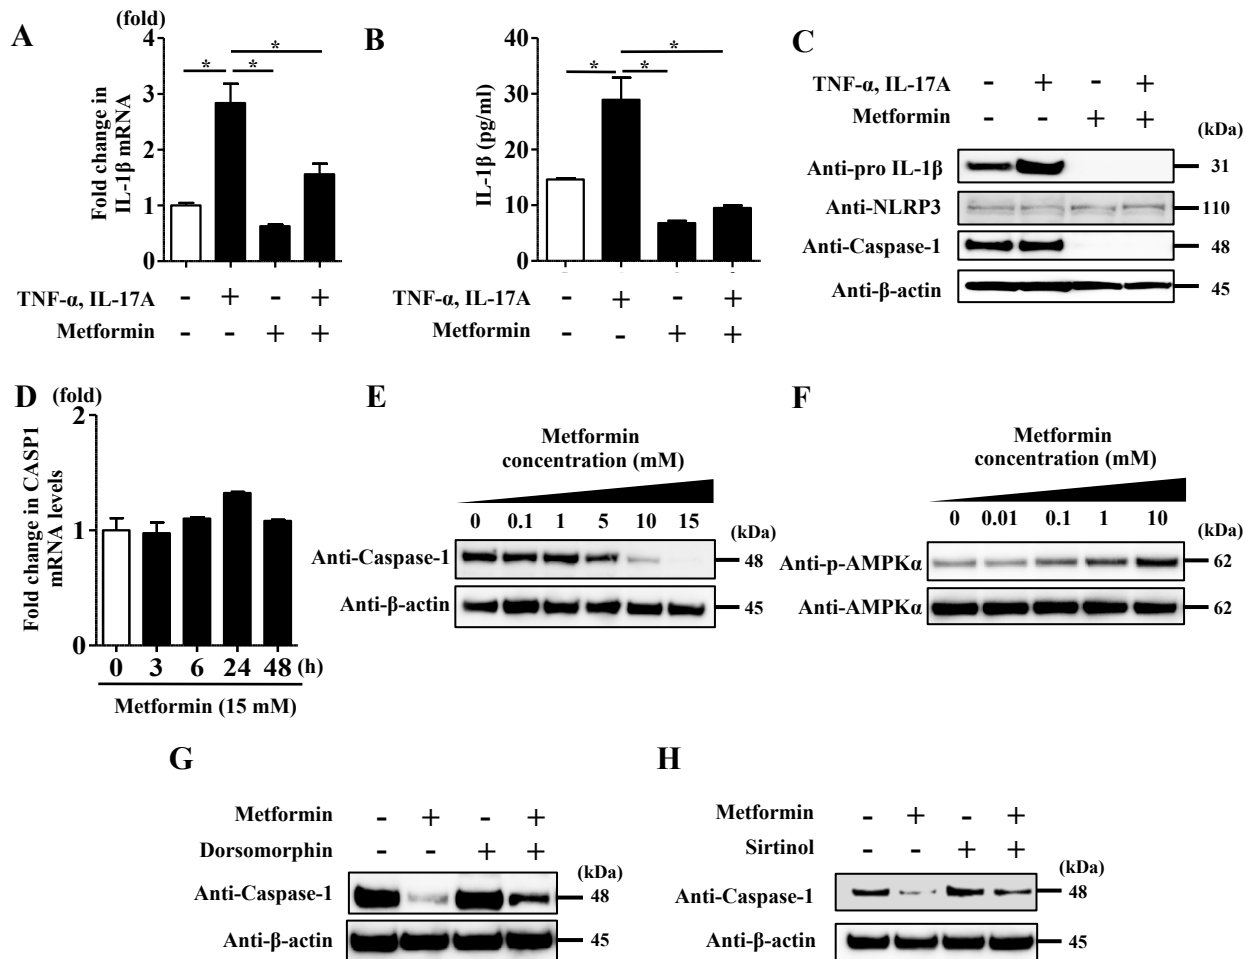 A
(fold)
Fold change in
IL-1β mRNA
4
3
2
1
0
* * *
TNF-α, IL-17A - + - +
Metformin - - + +
B
IL-1β (pg/ml)
40
30
20
10
0
* * *
TNF-α, IL-17A - + - +
Metformin - - + +
C
TNF-α, IL-17A - + - +
Metformin - - + +
(kDa)
Anti-pro IL-1β 31
Anti-NLRP3 110
Anti-Caspase-1 48
Anti-β-actin 45
D
(fold)
Fold change in CASP1
mRNA levels
2
1
0
0 3 6 24 48 (h)
Metformin (15 mM)
E
Metformin
concentration (mM)
0 0.1 1 5 10 15
(kDa)
Anti-Caspase-1 48
Anti-β-actin 45
F
Metformin
concentration (mM)
0 0.01 0.1 1 10
(kDa)
Anti-p-AMPKα 62
Anti-AMPKα 62
G
Metformin - + - +
Dorsomorphin - - + +
(kDa)
Anti-Caspase-1 48
Anti-β-actin 45
H
Metformin - + - +
Sirtinol - - + +
(kDa)
Anti-Caspase-1 48
Anti-β-actin 45